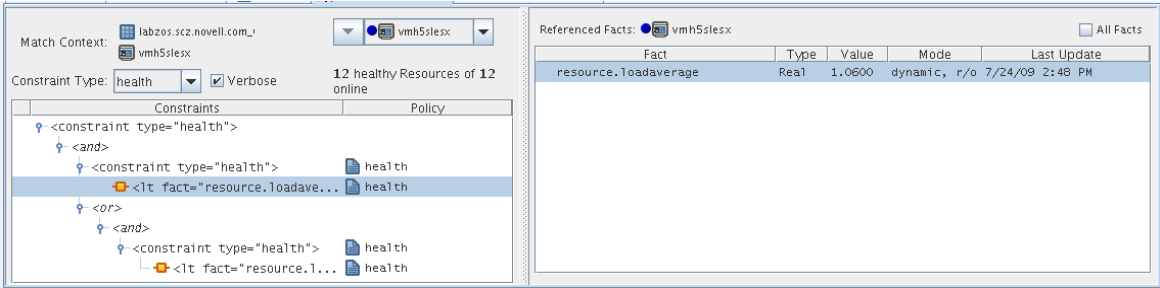 Match Context:
labzos.scz.novell.com_
vmh5slesx
vmh5slesx
Constraint Type:
health
Verbose
12 healthy Resources of 12
online
Constraints
Policy
<constraint type="health">
<and>
<constraint type="health">
health
<lt fact="resource.loadave...
health
<or>
<and>
<constraint type="health">
health
<lt fact="resource.l...
health
Referenced Facts:
vmh5slesx
All Facts
Fact
Type
Value
Mode
Last Update
resource.loadaverage
Real
1.0600
dynamic, r/o
7/24/09 2:48 PM